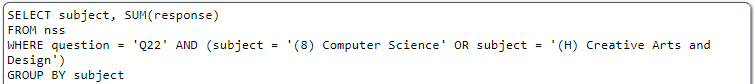 SELECT subject, SUM(response)
FROM nss
WHERE question = 'Q22' AND (subject = '(8) Computer Science' OR subject = '(H) Creative Arts and
Design')
GROUP BY subject